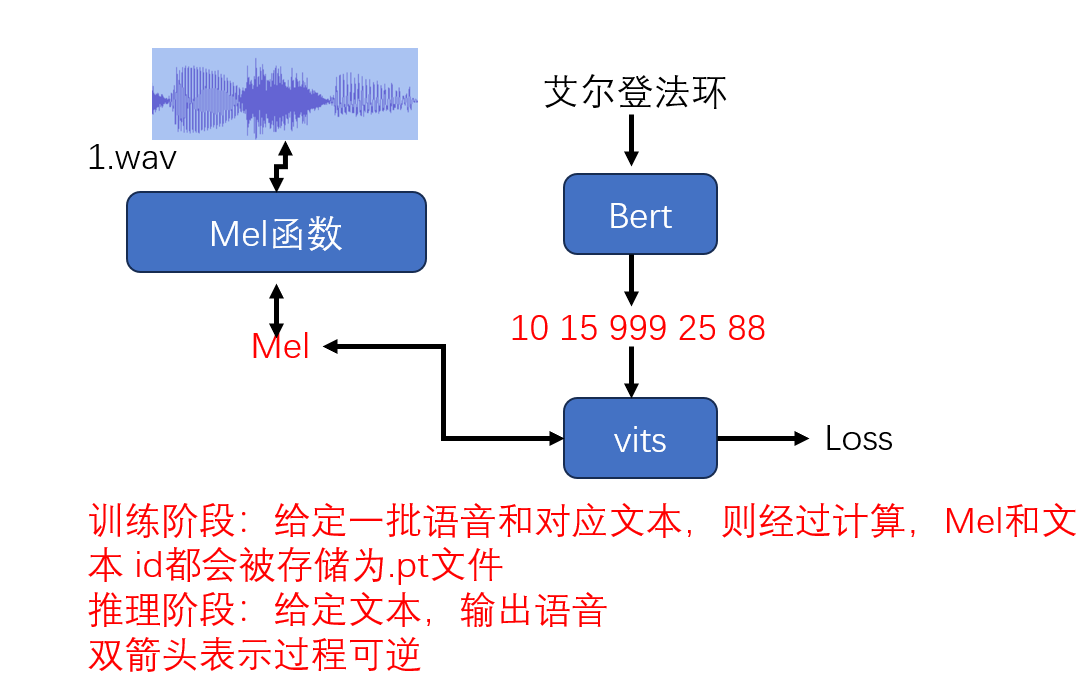 艾尔登法环
1.wav
Mel函数
Bert
10 15 999 25 88
Mel
vits
Loss
训练阶段：给定一批语音和对应文本，则经过计算，Mel和文
本 id都会被存储为.pt文件
推理阶段：给定文本，输出语音
双箭头表示过程可逆